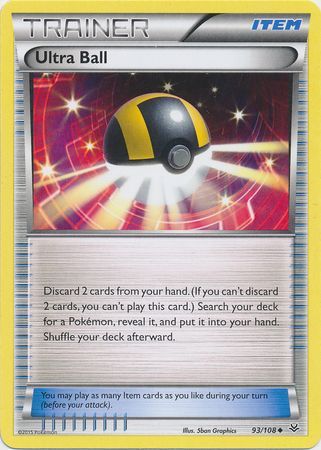 TRAINER ITEM
Ultra Ball
Discard 2 cards from your hand. (If you can't discard
2 cards, you can't play this card.) Search your deck
for a Pokémon, reveal it, and put it into your hand.
Shuffle your deck afterward.
You may play as many Item cards as you like during your turn
(before your attack).
©2015 Pokémon Illus. 5ban Graphics 93/108